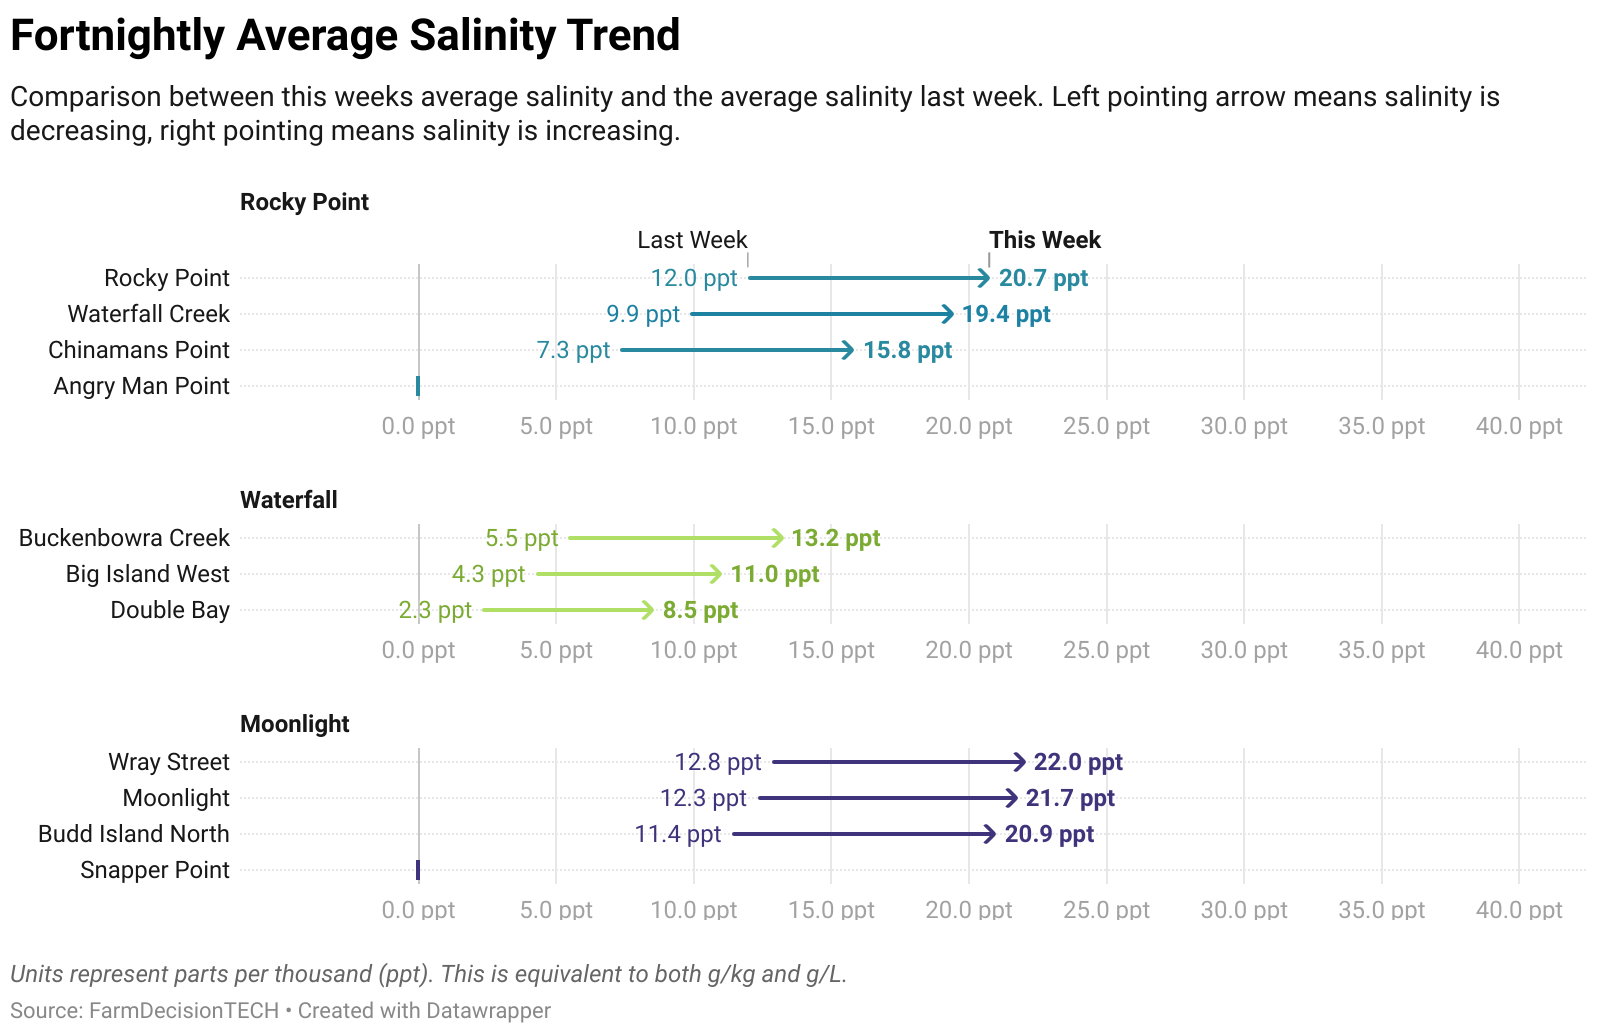 Fortnightly Average Salinity Trend
Comparison between this weeks average salinity and the average salinity last week. Left pointing arrow means salinity is
decreasing, right pointing means salinity is increasing.
Rocky Point
Last Week This Week
Rocky Point 12.0 ppt 20.7 ppt
Waterfall Creek 9.9 ppt 19.4 ppt
Chinamans Point 7.3 ppt 15.8 ppt
Angry Man Point
0.0 ppt 5.0 ppt 10.0 ppt 15.0 ppt 20.0 ppt 25.0 ppt 30.0 ppt 35.0 ppt 40.0 ppt
Waterfall
Buckenbowra Creek 5.5 ppt 13.2 ppt
Big Island West 4.3 ppt 11.0 ppt
Double Bay 2.3 ppt 8.5 ppt
0.0 ppt 5.0 ppt 10.0 ppt 15.0 ppt 20.0 ppt 25.0 ppt 30.0 ppt 35.0 ppt 40.0 ppt
Moonlight
Wray Street 12.8 ppt 22.0 ppt
Moonlight 12.3 ppt 21.7 ppt
Budd Island North 11.4 ppt 20.9 ppt
Snapper Point
0.0 ppt 5.0 ppt 10.0 ppt 15.0 ppt 20.0 ppt 25.0 ppt 30.0 ppt 35.0 ppt 40.0 ppt
Units represent parts per thousand (ppt). This is equivalent to both g/kg and g/L.
Source: FarmDecisionTECH • Created with Datawrapper